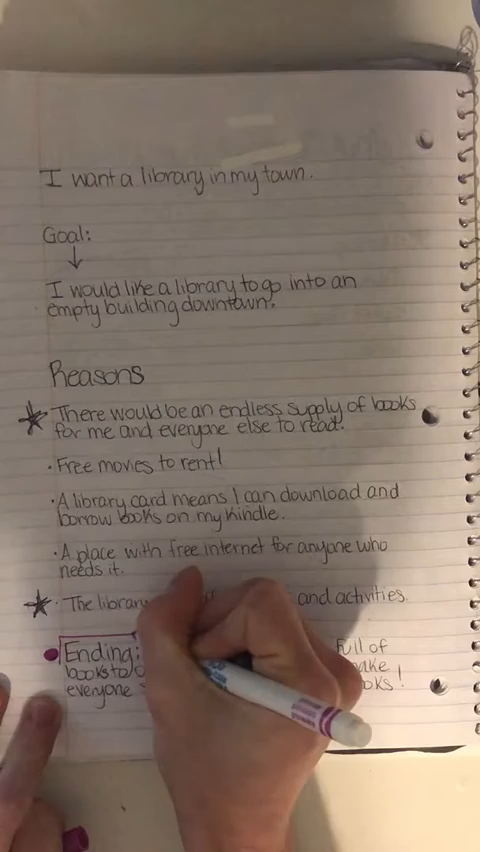 I want a library in my town.
Goal:
I would like a library to go into an
empty building downtown.
Reasons
There would be an endless supply of books
for me and everyone else to read!
Free movies to rent!
A library card means I can download and
borrow books on my Kindle.
A place with free internet for anyone who
needs it.
The library and activities.
Ending: full of
books to
everyone